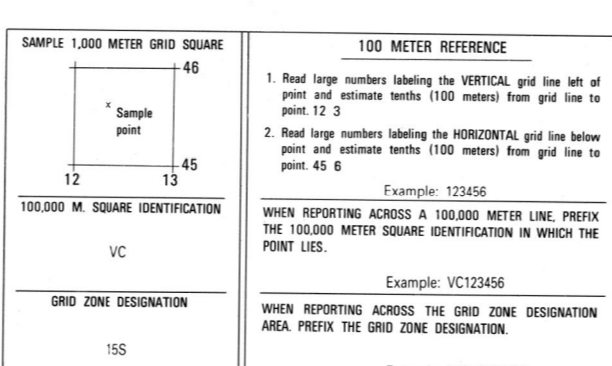 SAMPLE 1,000 METER GRID SQUARE
46
x Sample
point
45
12 13
100,000 M. SQUARE IDENTIFICATION
VC
GRID ZONE DESIGNATION
15S
100 METER REFERENCE
1. Read large numbers labeling the VERTICAL grid line left of
point and estimate tenths (100 meters) from grid line to
point. 12 3
2. Read large numbers labeling the HORIZONTAL grid line below
point and estimate tenths (100 meters) from grid line to
point. 45 6
Example: 123456
WHEN REPORTING ACROSS A 100,000 METER LINE, PREFIX
THE 100,000 METER SQUARE IDENTIFICATION IN WHICH THE
POINT LIES.
Example: VC123456
WHEN REPORTING ACROSS THE GRID ZONE DESIGNATION
AREA. PREFIX THE GRID ZONE DESIGNATION.